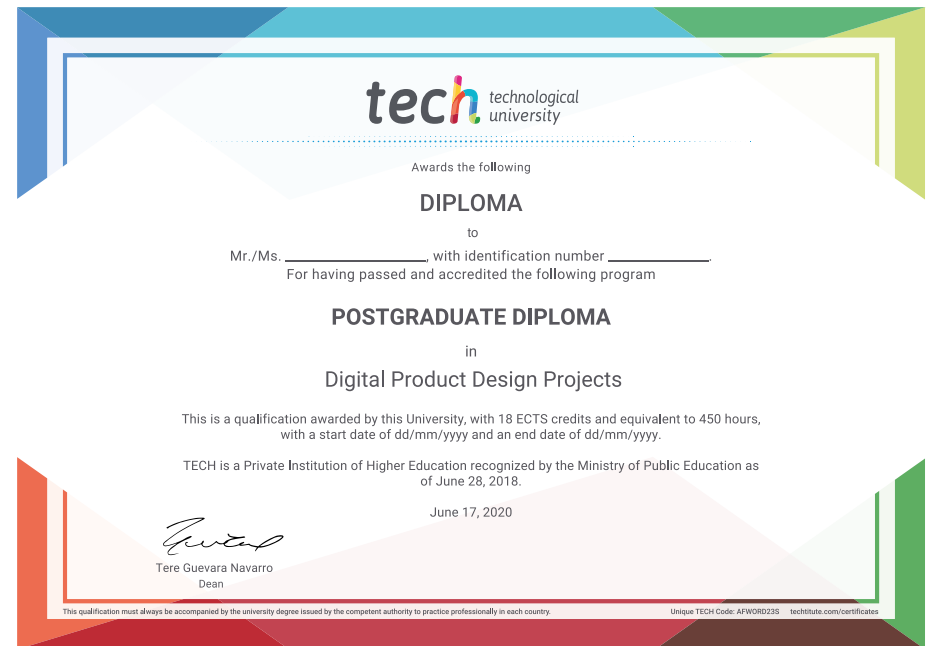 tech technological
university
Awards the following
DIPLOMA
to
Mr./Ms. ____________________, with identification number ______________.
For having passed and accredited the following program
POSTGRADUATE DIPLOMA
in
Digital Product Design Projects
This is a qualification awarded by this University, with 18 ECTS credits and equivalent to 450 hours,
with a start date of dd/mm/yyyy and an end date of dd/mm/yyyy.
TECH is a Private Institution of Higher Education recognized by the Ministry of Public Education as
of June 28, 2018.
June 17, 2020
Tere Guevara Navarro
Dean
This qualification must always be accompanied by the university degree issued by the competent authority to practice professionally in each country. Unique TECH Code: AFWORD23S techtitute.com/certificates